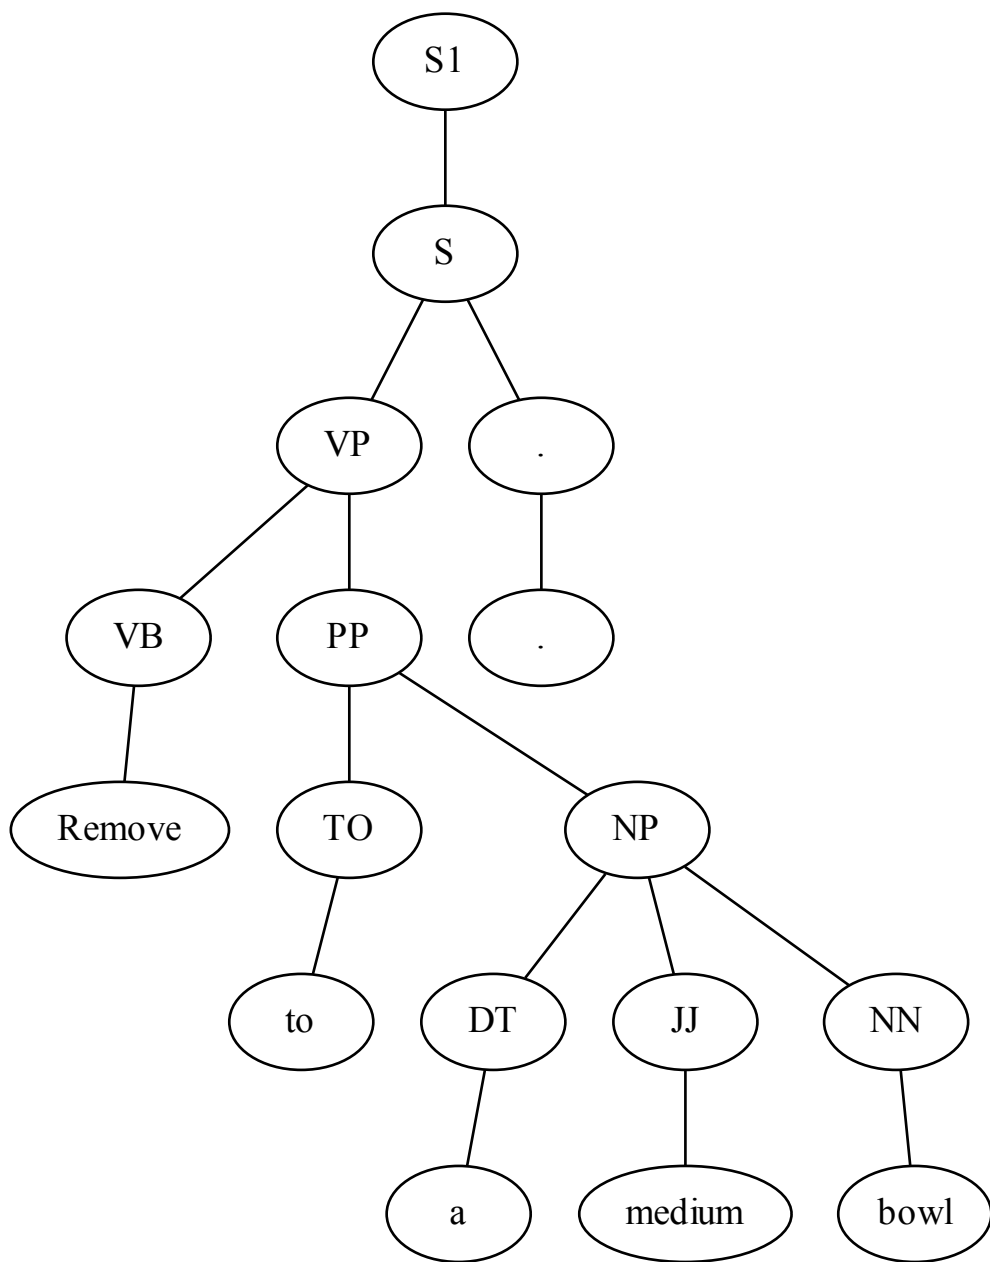 S1
S
VP .
VB PP .
Remove TO NP
to DT JJ NN
a medium bowl